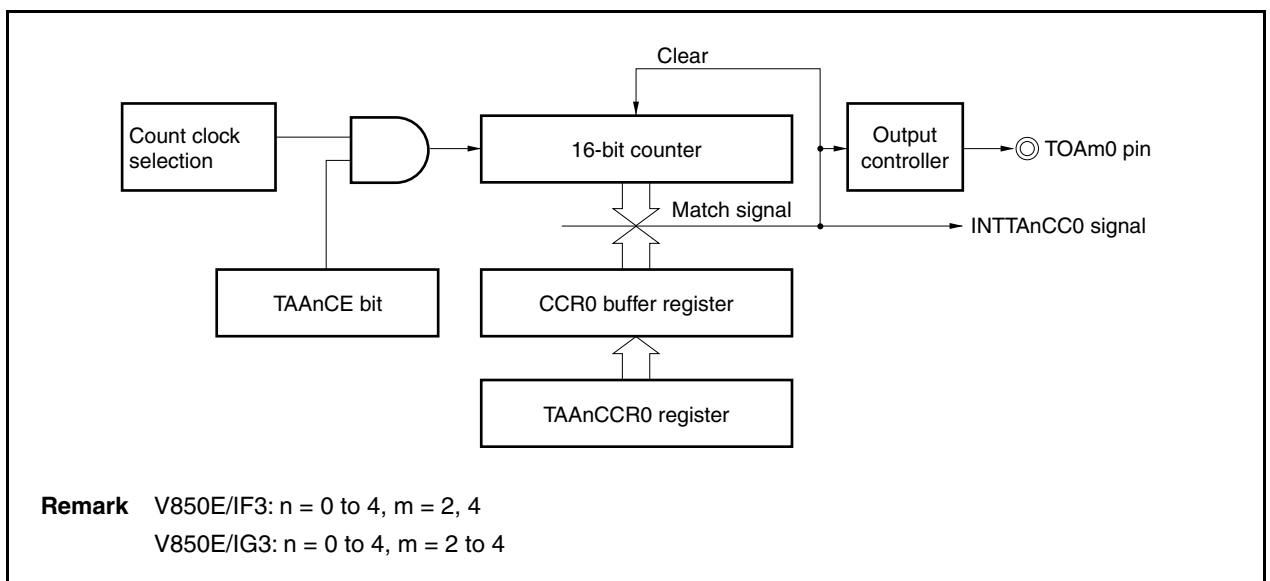 Clear
Count clock
selection
16-bit counter
Output
controller
TOAm0 pin
Match signal
INTTAnCC0 signal
TAAnCE bit
CCR0 buffer register
TAAnCCR0 register
Remark V850E/IF3: n = 0 to 4, m = 2, 4
V850E/IG3: n = 0 to 4, m = 2 to 4